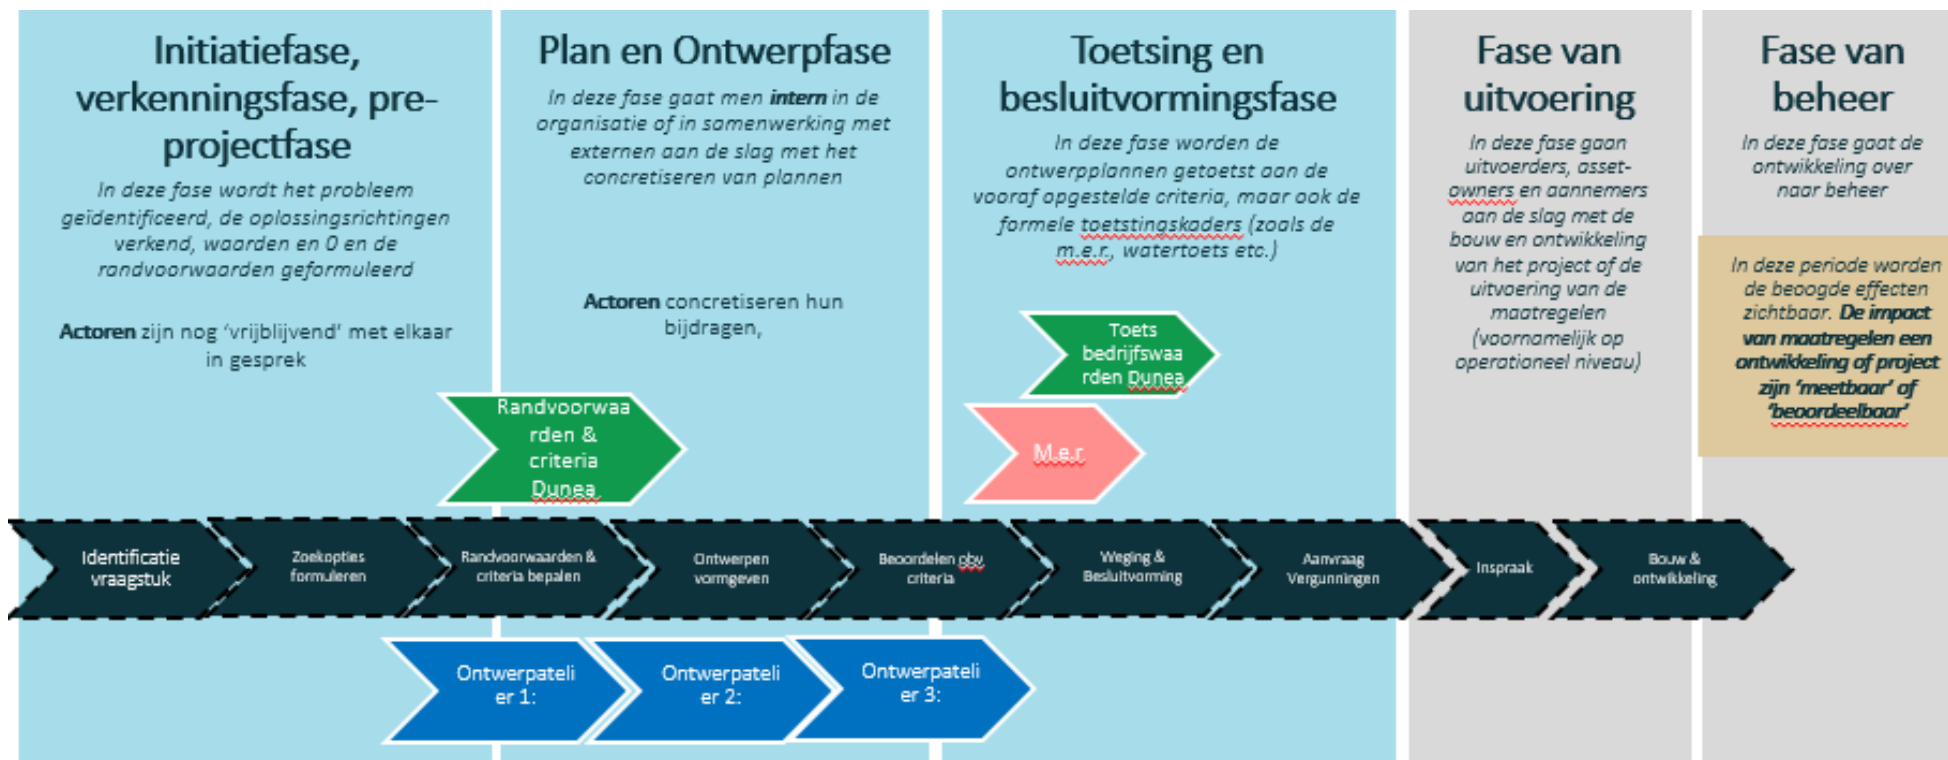 Initiatiefase,
verkenningsfase, pre-
projectfase
In deze fase wordt het probleem
geïdentificeerd, de oplossingsrichtingen
verkend, waarden en 0 en de
randvoorwaarden geformuleerd
Actoren zijn nog ‘vrijblijvend’ met elkaar
in gesprek
Plan en Ontwerpfase
In deze fase gaat men intern in de
organisatie of in samenwerking met
externen aan de slag met het
concretiseren van plannen
Actoren concretiseren hun
bijdragen,
Toetsing en
besluitvormingsfase
In deze fase worden de
ontwerpplannen getoetst aan de
vooraf opgestelde criteria, maar ook de
formele toetstingskaders (zoals de
m.e.r., watertoets etc.)
Fase van
uitvoering
In deze fase gaan
uitvoerders, asset-
owners en aannemers
aan de slag met de
bouw en ontwikkeling
van het project of de
uitvoering van de
maatregelen
(voornamelijk op
operationeel niveau)
Fase van
beheer
In deze fase gaat de
ontwikkeling over
naar beheer
In deze periode worden
de beoogde effecten
zichtbaar. De impact
van maatregelen een
ontwikkeling of project
zijn ‘meetbaar’ of
‘beoordeelbaar’
Toets
bedrijfswaa
rden Dunea
Randvoorwaa
rden &
criteria
Dunea
M.e.r
Identificatie
vraagstuk
Zoekopties
formuleren
Randvoorwaarden &
criteria bepalen
Ontwerpen
vormgeven
Beoordelen obv
criteria
Weging &
Besluitvorming
Aanvraag
Vergunningen
Inspraak
Bouw &
ontwikkeling
Ontwerpateli
er 1:
Ontwerpateli
er 2:
Ontwerpateli
er 3: